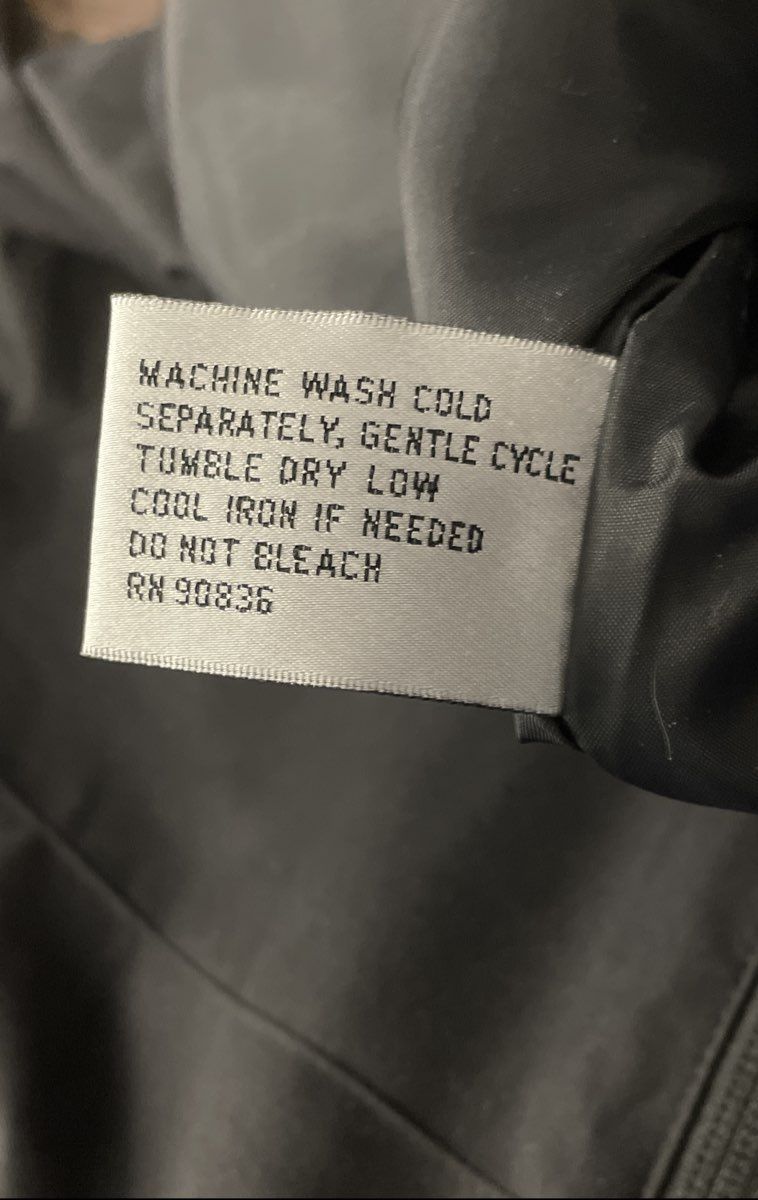 MACHINE WASH COLD
SEPARATELY, GENTLE CYCLE
TUMBLE DRY LOW
COOL IRON IF NEEDED
DO NOT BLEACH
RN 90836